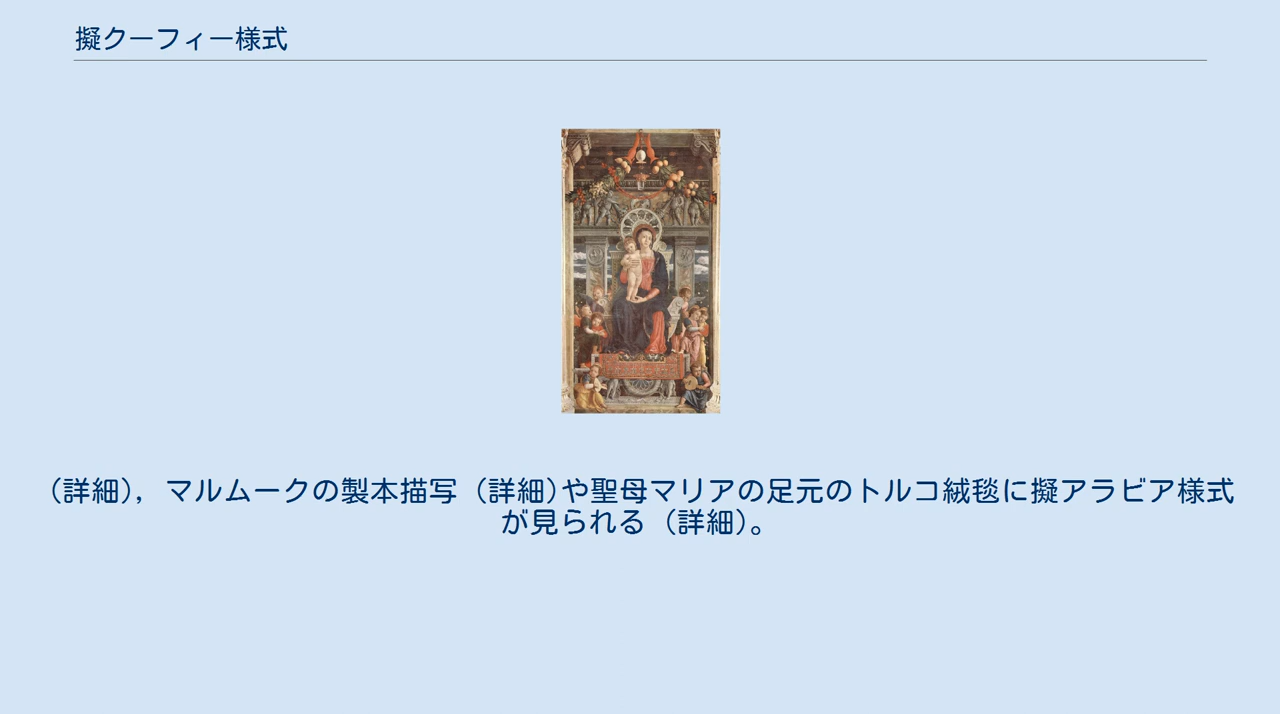 擬クーフィー様式
(詳細)，マルムークの製本描写 (詳細)や聖母マリアの足元のトルコ絨毯に擬アラビア様式
が見られる (詳細)。